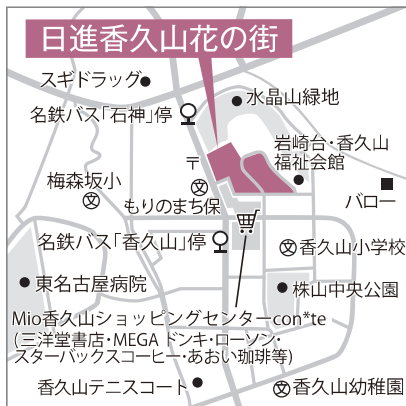 日進香久山花の街
スギドラッグ
水晶山緑地
名鉄バス「石神」停
岩崎台・香久山
福祉会館
〒
梅森坂小
文
文
もりのまち保
バロー
名鉄バス「香久山」停
文香久山小学校
東名古屋病院
株山中央公園
Mio香久山ショッピングセンターcon*te
(三洋堂書店・MEGA ドンキ・ローソン・
スターバックスコーヒー・あおい珈琲等)
香久山テニスコート
文香久山幼稚園